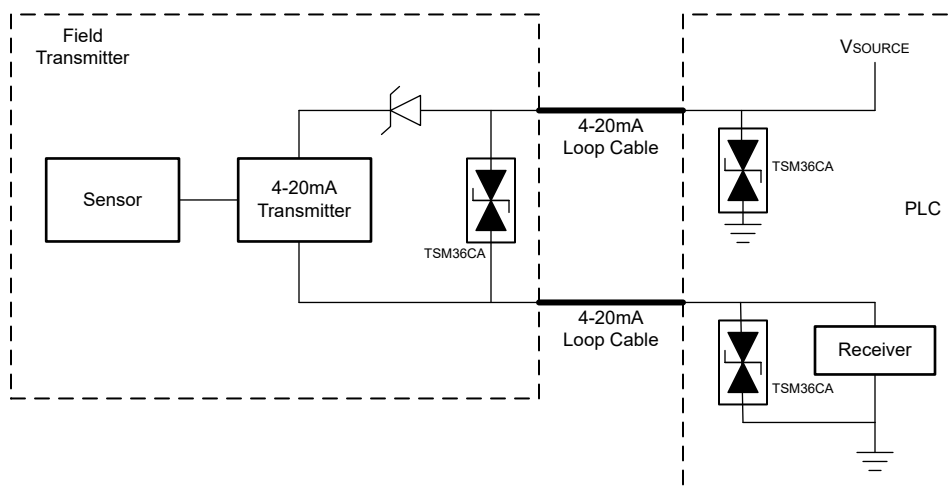 Field
Transmitter
VSOURCE
4-20mA
Loop Cable
TSM36CA
Sensor
4-20mA
Transmitter
PLC
TSM36CA
4-20mA
Loop Cable
Receiver
TSM36CA